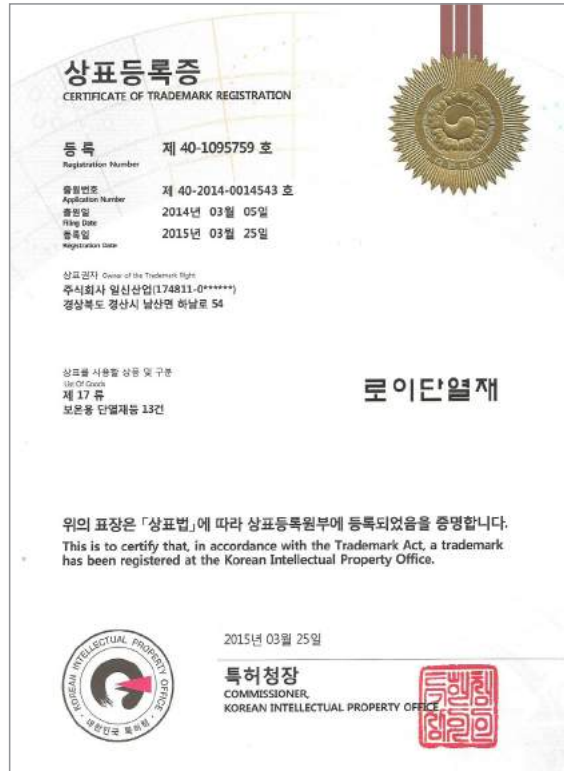 상표등록증
CERTIFICATE OF TRADEMARK REGISTRATION
등록 제 40-1095759 호
Registration Number
출원번호 제 40-2014-0014543 호
Application Number
출원일 2014년 03월 05일
Filing Date
등록일 2015년 03월 25일
Registration Date
상표권자 Owner of the Trademark Right
주식회사 일신산업(174811-0******)
경상북도 경산시 남산면 하남로 54
상표를 사용할 상품 및 구분
List Of Goods
제 17 류
보온용 단열재등 13건
로이단열재
위의 표장은 「상표법」에 따라 상표등록원부에 등록되었음을 증명합니다.
This is to certify that, in accordance with the Trademark Act, a trademark
has been registered at the Korean Intellectual Property Office.
2015년 03월 25일
특허청장
COMMISSIONER,
KOREAN INTELLECTUAL PROPERTY OFFICE
KOREAN INTELLECTUAL PROPERTY OFFICE
대한민국 특허청